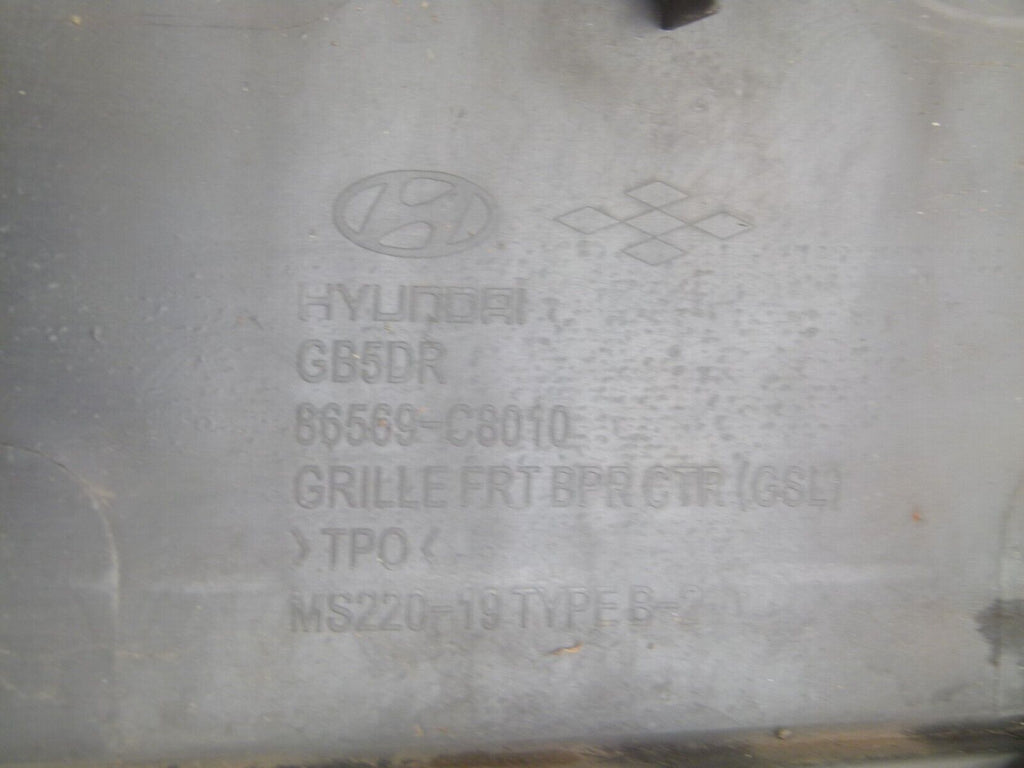 HYUNDAI
GB5DR
86569-C8010
GRILLE FRT BPR CTR (GSL)
>TPO<
MS220-19 TYPE B-2